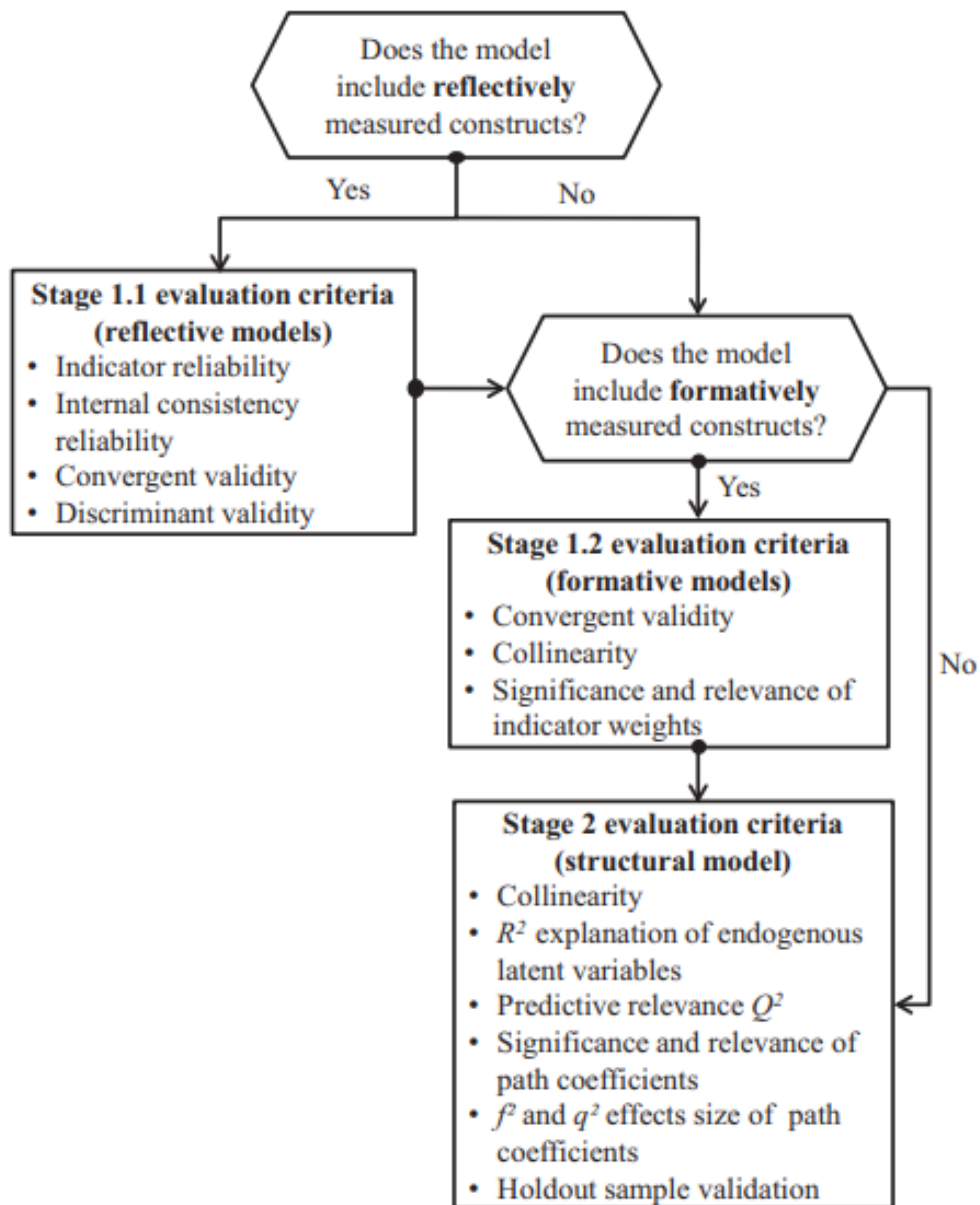 Does the model
include reflectively
measured constructs?
Yes
No
Stage 1.1 evaluation criteria
(reflective models)
• Indicator reliability
• Internal consistency
reliability
• Convergent validity
• Discriminant validity
Does the model
include formatively
measured constructs?
Yes
No
Stage 1.2 evaluation criteria
(formative models)
• Convergent validity
• Collinearity
• Significance and relevance of
indicator weights
Stage 2 evaluation criteria
(structural model)
• Collinearity
• R² explanation of endogenous
latent variables
• Predictive relevance Q²
• Significance and relevance of
path coefficients
• f² and q² effects size of path
coefficients
• Holdout sample validation